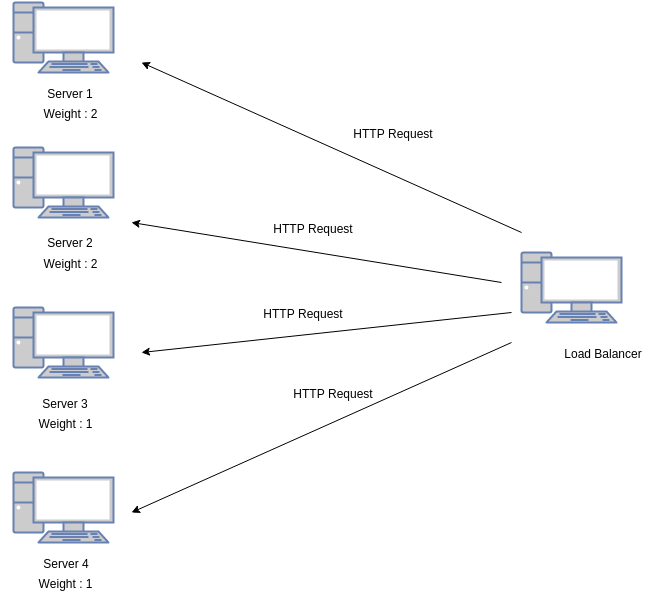 Server 1
Weight : 2
HTTP Request
Server 2
Weight : 2
HTTP Request
HTTP Request
Load Balancer
Server 3
Weight : 1
HTTP Request
Server 4
Weight : 1